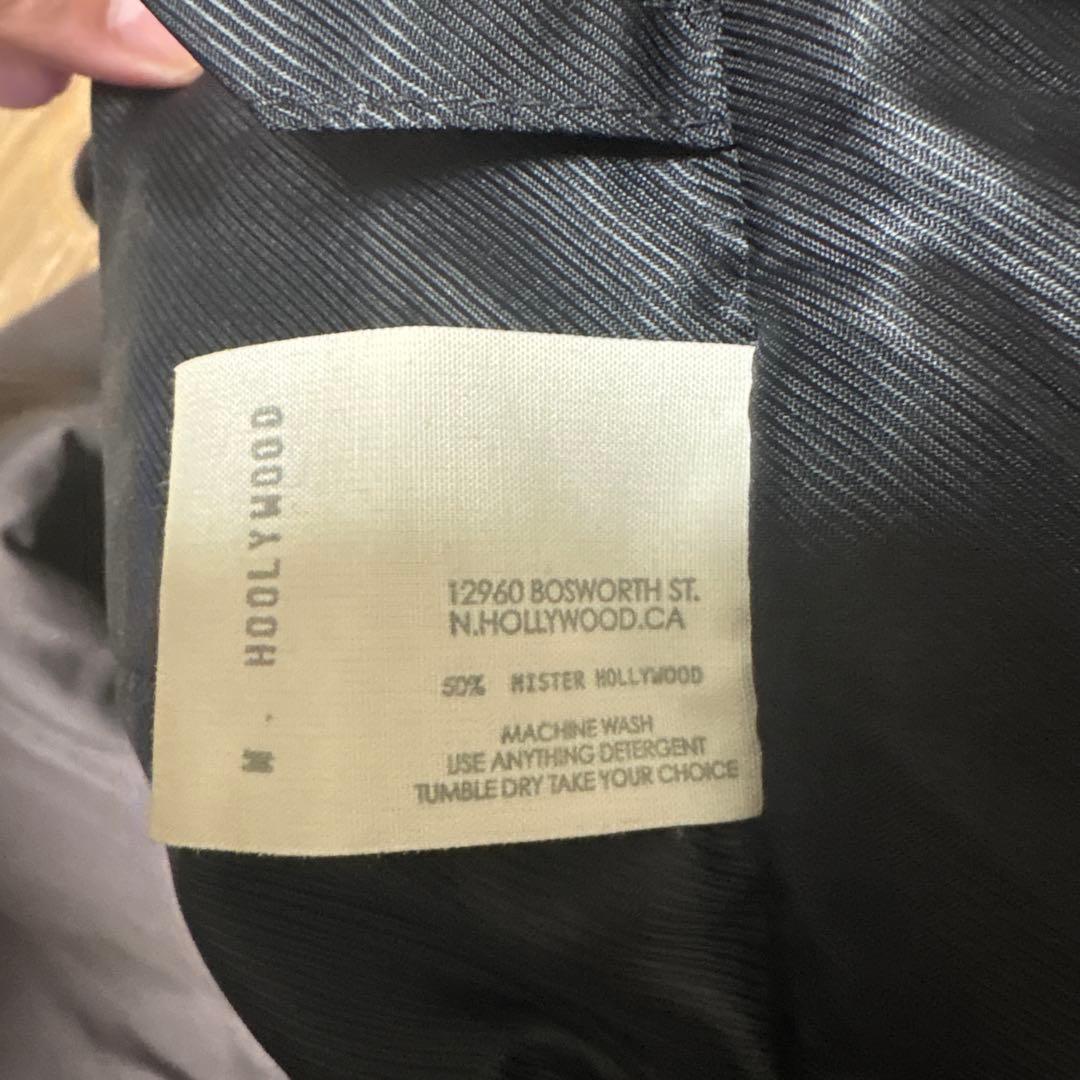 N. HOOLYWOOD
12960 BOSWORTH ST.
N.HOLLYWOOD.CA
50% MISTER HOLLYWOOD
MACHINE WASH
USE ANYTHING DETERGENT
TUMBLE DRY TAKE YOUR CHOICE